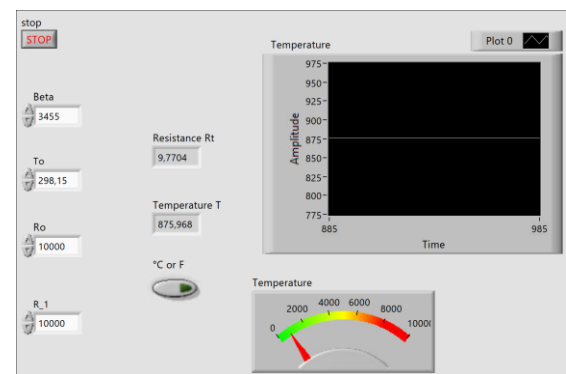 stop
STOP
Beta
3455
To
298,15
Ro
10000
R_1
10000
Resistance Rt
9,7704
Temperature T
875,968
°C or F
Temperature
Plot 0
Amplitude
975
950
925
900
875
850
825
800
775
885
985
Time
Temperature
0
2000
4000
6000
8000
10000